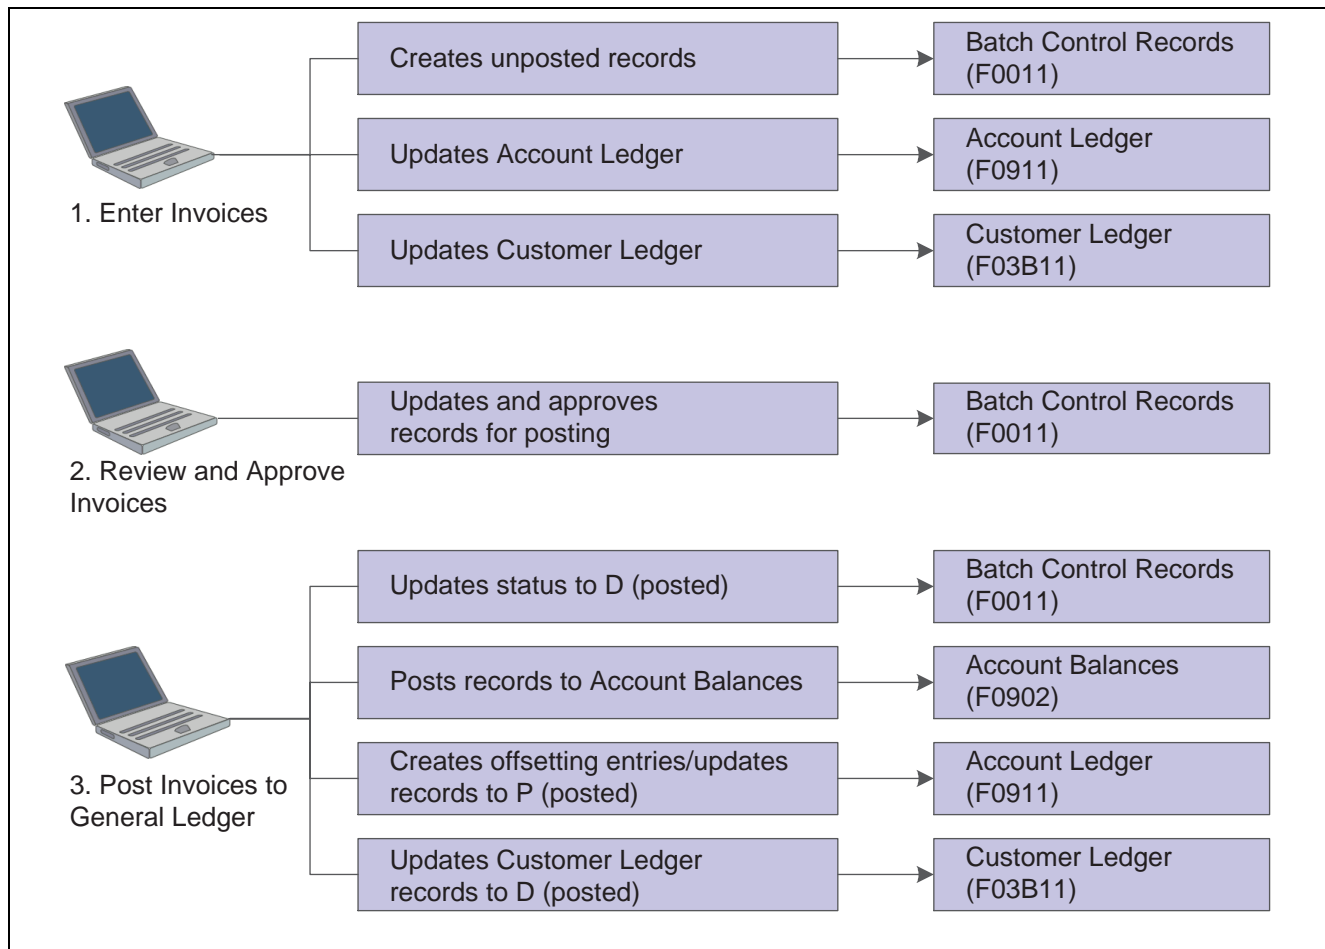 Creates unposted records
Batch Control Records
(F0011)
Updates Account Ledger
Account Ledger
(F0911)
1. Enter Invoices
Updates Customer Ledger
Customer Ledger
(F03B11)
Updates and approves
records for posting
Batch Control Records
(F0011)
2. Review and Approve
Invoices
Updates status to D (posted)
Batch Control Records
(F0011)
Posts records to Account Balances
Account Balances
(F0902)
3. Post Invoices to
General Ledger
Creates offsetting entries/updates
records to P (posted)
Account Ledger
(F0911)
Updates Customer Ledger
records to D (posted)
Customer Ledger
(F03B11)